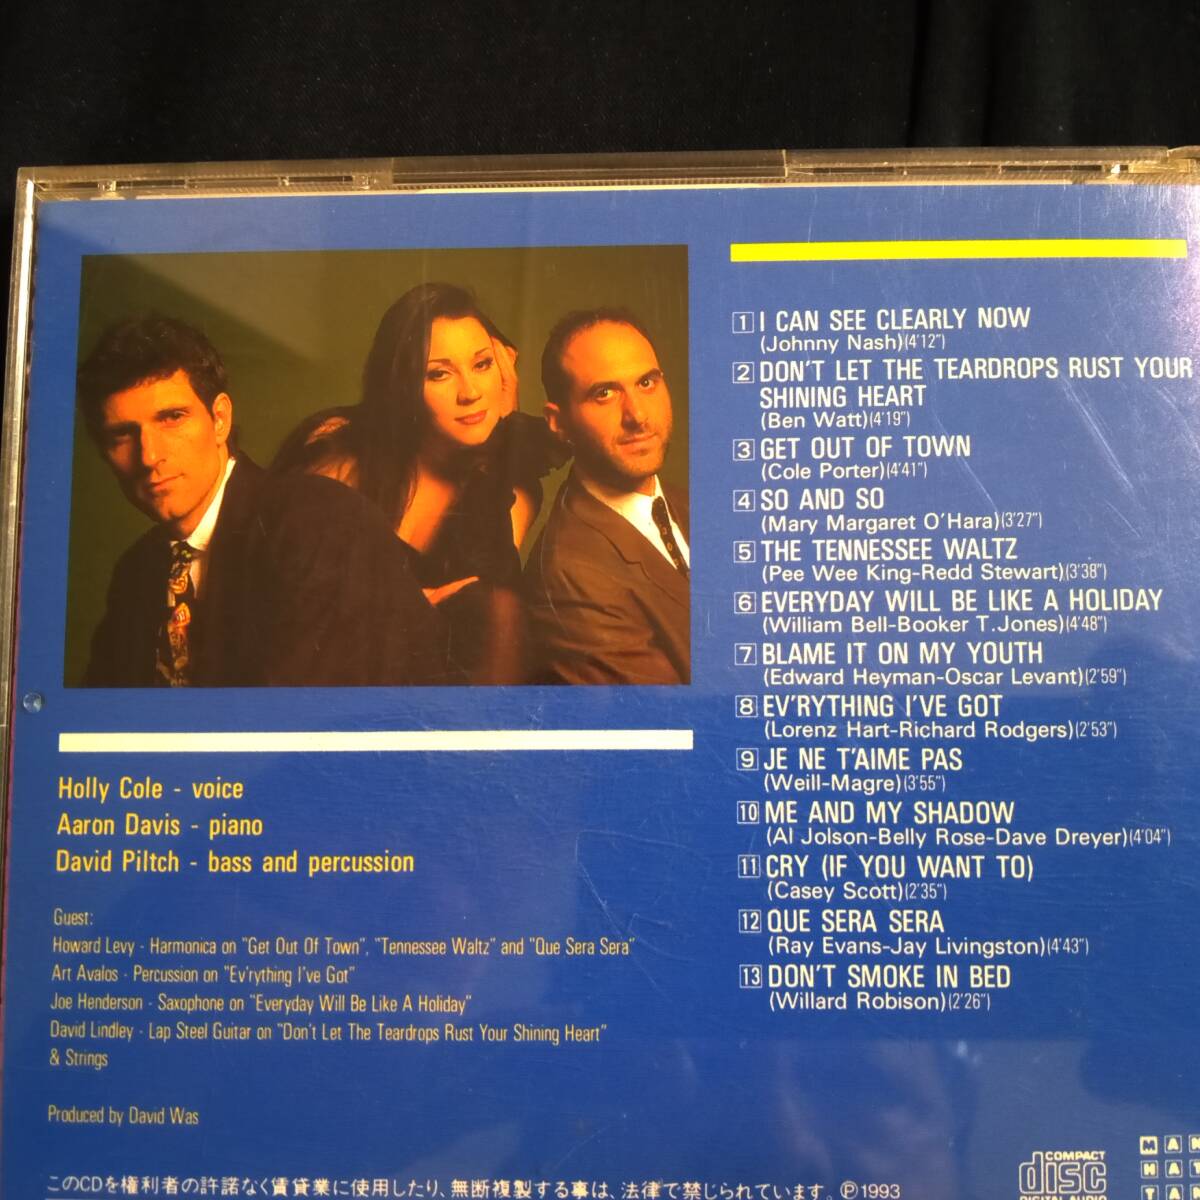 1 I CAN SEE CLEARLY NOW
(Johnny Nash)(4'12")
2 DON'T LET THE TEARDROPS RUST YOUR
SHINING HEART
(Ben Watt)(4'19")
3 GET OUT OF TOWN
(Cole Porter)(4'41")
4 SO AND SO
(Mary Margaret O'Hara)(3'27")
5 THE TENNESSEE WALTZ
(Pee Wee King-Redd Stewart)(3'38")
6 EVERYDAY WILL BE LIKE A HOLIDAY
(William Bell-Booker T.Jones)(4'48")
7 BLAME IT ON MY YOUTH
(Edward Heyman-Oscar Levant)(2'59")
8 EV'RYTHING I'VE GOT
(Lorenz Hart-Richard Rodgers)(2'53")
9 JE NE T'AIME PAS
(Weill-Magre)(3'55")
10 ME AND MY SHADOW
(Al Jolson-Belly Rose-Dave Dreyer)(4'04")
11 CRY (IF YOU WANT TO)
(Casey Scott)(2'35")
12 QUE SERA SERA
(Ray Evans-Jay Livingston)(4'43")
13 DON'T SMOKE IN BED
(Willard Robison)(2'26")
Holly Cole - voice
Aaron Davis - piano
David Piltch - bass and percussion
Guest:
Howard Levy - Harmonica on "Get Out Of Town", "Tennessee Waltz" and "Que Sera Sera"
Art Avalos - Percussion on "Ev'rything I've Got"
Joe Henderson - Saxophone on "Everyday Will Be Like A Holiday"
David Lindley - Lap Steel Guitar on "Don't Let The Teardrops Rust Your Shining Heart"
& Strings
Produced by David Was
このCDを権利者の許諾なく賃貸業に使用したり、無断複製する事は、法律で禁じられています。Ⓟ1993
COMPACT
disc
DIGITAL AUDIO